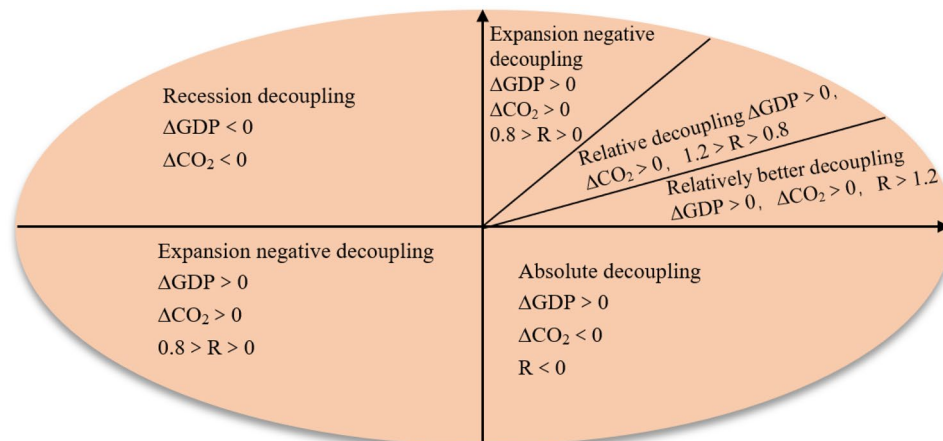 Expansion negative
decoupling
ΔGDP > 0
ΔCO₂ > 0
0.8 > R > 0
Recession decoupling
ΔGDP < 0
ΔCO₂ < 0
Relative decoupling ΔGDP > 0,
ΔCO₂ > 0, 1.2 > R > 0.8
Relatively better decoupling
ΔGDP > 0, ΔCO₂ > 0, R > 1.2
Expansion negative decoupling
ΔGDP > 0
ΔCO₂ > 0
0.8 > R > 0
Absolute decoupling
ΔGDP > 0
ΔCO₂ < 0
R < 0